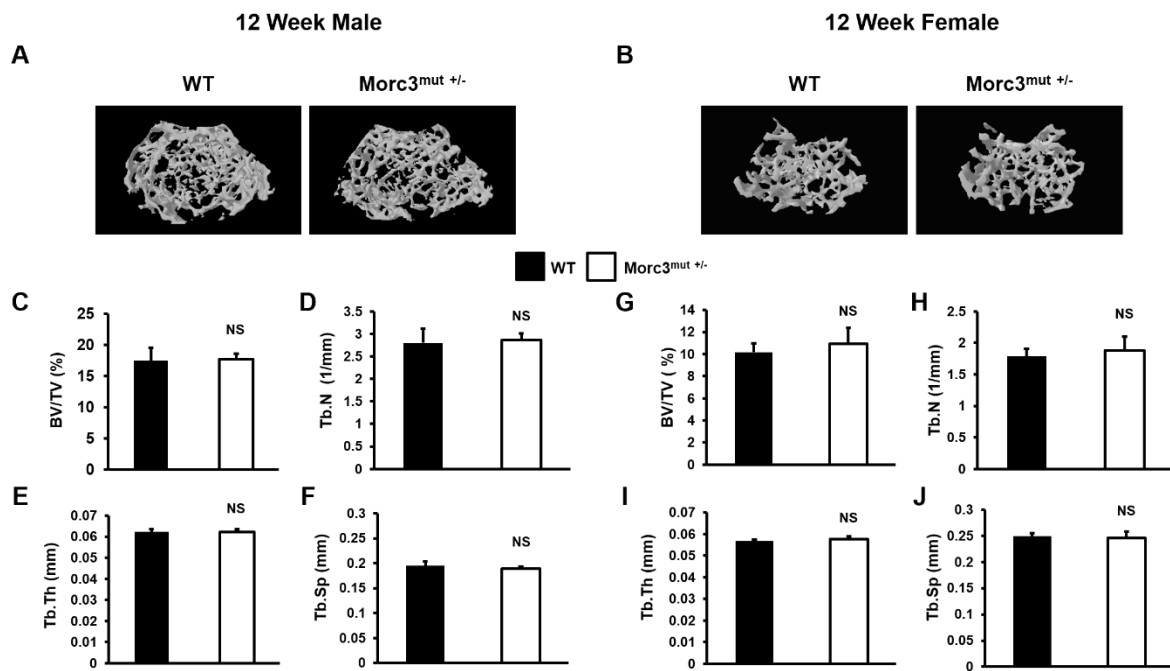 12 Week Male
12 Week Female
A
B
WT
Morc3mut +/-
WT
Morc3mut +/-
WT
Morc3mut +/-
C
BV/TV (%)
25
20
15
10
5
0
NS
D
Tb.N (1/mm)
3.5
3
2.5
2
1.5
1
0.5
0
NS
G
BV/TV ( %)
14
12
10
8
6
4
2
0
NS
H
Tb.N (1/mm)
2.5
2
1.5
1
0.5
0
NS
E
Tb.Th (mm)
0.07
0.06
0.05
0.04
0.03
0.02
0.01
0
NS
F
Tb.Sp (mm)
0.3
0.25
0.2
0.15
0.1
0.05
0
NS
I
Tb.Th (mm)
0.07
0.06
0.05
0.04
0.03
0.02
0.01
0
NS
J
Tb.Sp (mm)
0.3
0.25
0.2
0.15
0.1
0.05
0
NS